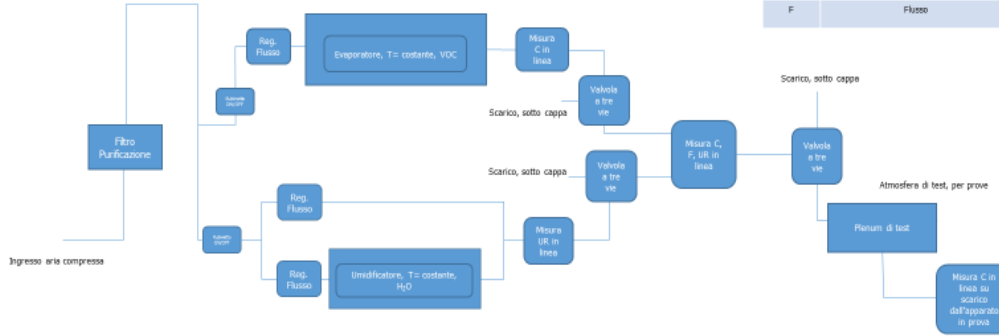 F
Flusso
Reg.
Flusso
Evaporatore, T= costante, VOC
Misura
C in
linea
Scarico, sotto cappa
Valvola
a tre
vie
Scarico, sotto cappa
Filtro
Purificazione
Misura C,
F, UR in
linea
Valvola
a tre
vie
Scarico, sotto cappa
Valvola
a tre
vie
Atmosfera di test, per prove
Reg.
Flusso
Misura
UR in
linea
Plenum di test
Ingresso aria compressa
Reg.
Flusso
Umidificatore, T= costante,
H₂O
Misura C in
linea su
scarico
dall'apparato
in prova